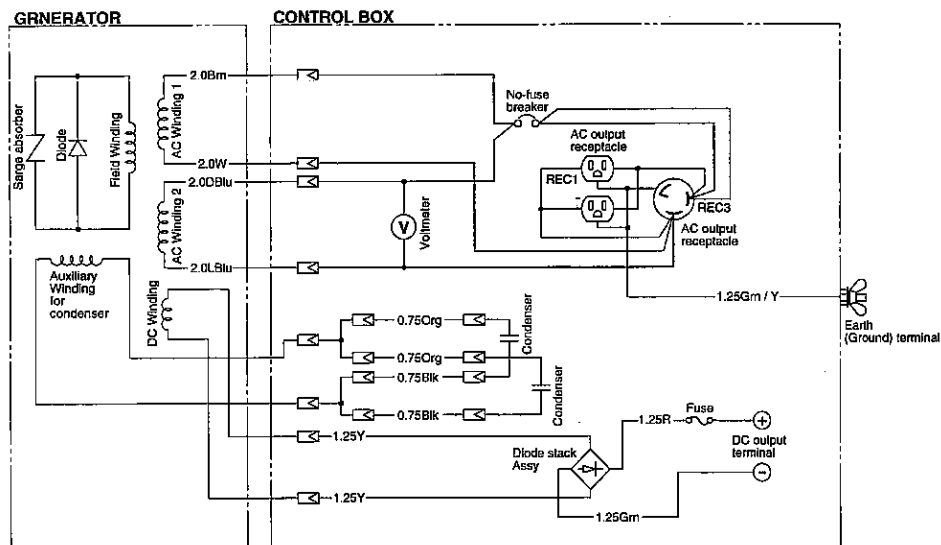 GRNERATOR
CONTROL BOX
Sarge absorber
Diode
Field Winding
AC Winding 1
2.0Brn
2.0W
AC Winding 2
2.0DBlu
2.0LBlu
Auxiliary
Winding
for
condenser
DC Winding
No-fuse
breaker
AC output
receptacle
REC1
REC3
AC output
receptacle
V
Voltmater
1.25Grn / Y
Earth
(Ground) terminal
0.75Org
0.75Org
0.75Blk
0.75Blk
Condenser
Condenser
1.25Y
1.25Y
Diode stack
Assy
1.25R
Fuse
+
DC output
terminal
−
1.25Grn